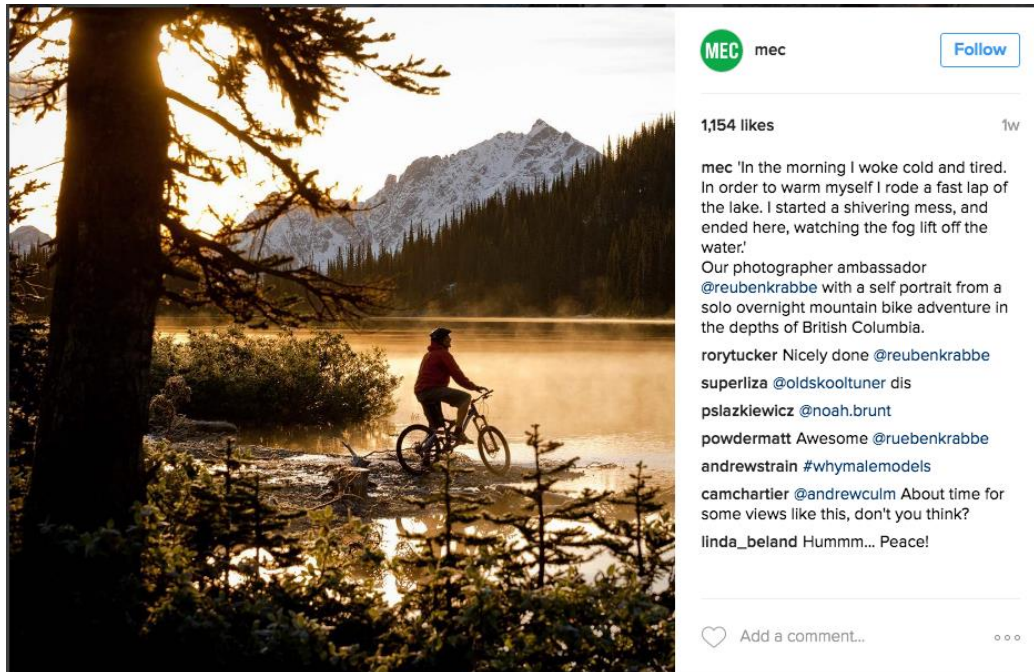 MEC mec Follow
1,154 likes 1w
mec 'In the morning I woke cold and tired.
In order to warm myself I rode a fast lap of
the lake. I started a shivering mess, and
ended here, watching the fog lift off the
water.'
Our photographer ambassador
@reubenkrabbe with a self portrait from a
solo overnight mountain bike adventure in
the depths of British Columbia.
rorytucker Nicely done @reubenkrabbe
superliza @oldskooltuner dis
pslazkiewicz @noah.brunt
powdermatt Awesome @ruebenkrabbe
andrewstrain #whymalemodels
camchartier @andrewculm About time for
some views like this, don't you think?
linda_beland Hummm... Peace!
Add a comment...